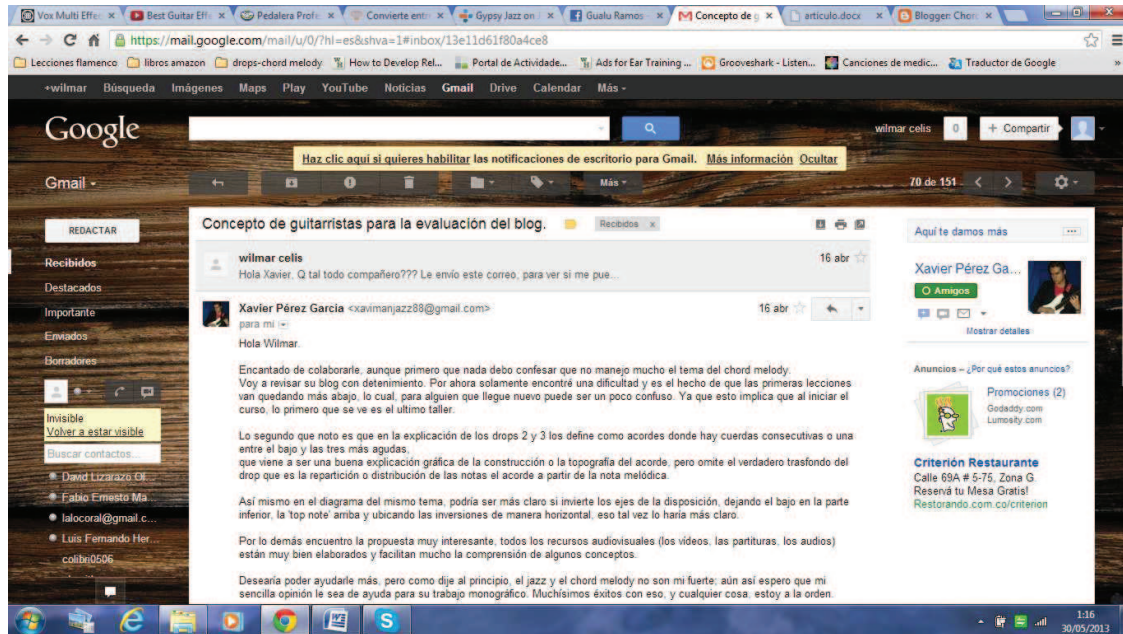 Vox Multi Effe
Best Guitar Eff
Pedalera Prof
Convierte ent
Gypsy Jazz on
Gualu Ramos
Concepto de g
articulo.docx
Blogger: Chor
https://mail.google.com/mail/u/0/?hl=es&shva=1#inbox/13e11d61f80a4ce8
Lecciones flamenco libros amazon drops-chord melody How to Develop Rel... Portal de Actividade... Ads for Ear Training ... Grooveshark - Listen... Canciones de medic... Traductor de Google »
+wilmar Búsqueda Imágenes Maps Play YouTube Noticias Gmail Drive Calendar Más
Google
wilmar celis 0 + Compartir
Haz clic aquí si quieres habilitar las notificaciones de escritorio para Gmail. Más información Ocultar
Gmail
Más
70 de 151
REDACTAR
Recibidos
Destacados
Importante
Enviados
Borradores
Invisible
Volver a estar visible
Buscar contactos...
David Lizarazo Of...
Fabio Ernesto Ma...
lalocoral@gmail.c...
Luis Fernando Her...
colibri0506
Concepto de guitarristas para la evaluación del blog. Recibidos x
wilmar celis 16 abr
Hola Xavier, Q tal todo compañero??? Le envío este correo, para ver si me pue...
Xavier Pérez Garcia <xavimanjazz88@gmail.com> 16 abr
para mí
Hola Wilmar.
Encantado de colaborarle, aunque primero que nada debo confesar que no manejo mucho el tema del chord melody.
Voy a revisar su blog con detenimiento. Por ahora solamente encontré una dificultad y es el hecho de que las primeras lecciones
van quedando más abajo, lo cual, para alguien que llegue nuevo puede ser un poco confuso. Ya que esto implica que al iniciar el
curso, lo primero que se ve es el ultimo taller.
Lo segundo que noto es que en la explicación de los drops 2 y 3 los define como acordes donde hay cuerdas consecutivas o una
entre el bajo y las tres más agudas,
que viene a ser una buena explicación gráfica de la construcción o la topografía del acorde, pero omite el verdadero trasfondo del
drop que es la repartición o distribución de las notas el acorde a partir de la nota melódica.
Así mismo en el diagrama del mismo tema, podría ser más claro si invierte los ejes de la disposición, dejando el bajo en la parte
inferior, la 'top note' arriba y ubicando las inversiones de manera horizontal, eso tal vez lo haría más claro.
Por lo demás encuentro la propuesta muy interesante, todos los recursos audiovisuales (los videos, las partituras, los audios)
están muy bien elaborados y facilitan mucho la comprensión de algunos conceptos.
Desearía poder ayudarle más, pero como dije al principio, el jazz y el chord melody no son mi fuerte; aún así espero que mi
sencilla opinión le sea de ayuda para su trabajo monográfico. Muchísimos éxitos con eso, y cualquier cosa, estoy a la orden.
Aquí te damos más
Xavier Pérez Ga...
Amigos
Mostrar detalles
Anuncios – ¿Por qué estos anuncios?
Promociones (2)
Godaddy.com
Lumosity.com
Criterión Restaurante
Calle 69A # 5-75, Zona G.
Reservá tu Mesa Gratis!
Restorando.com.co/criterion
1:16
30/05/2013